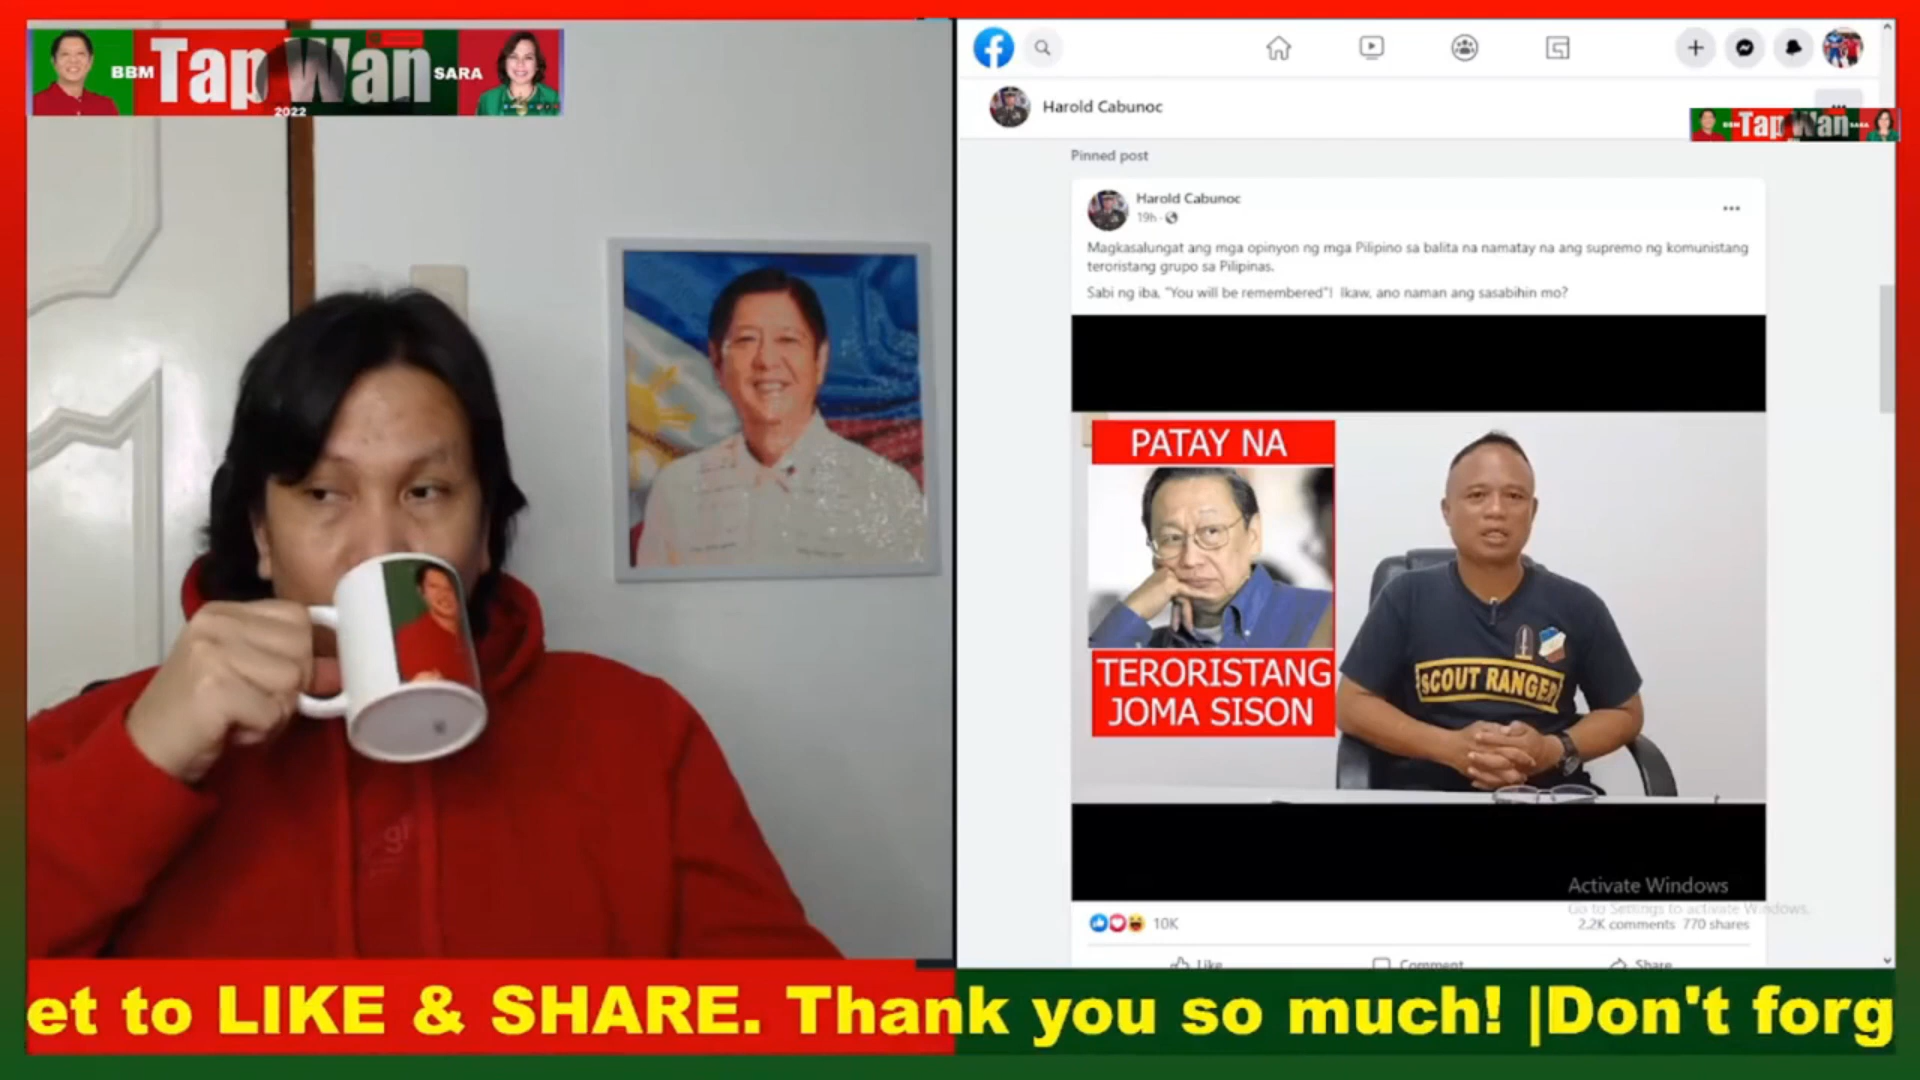 BBM Tap Wan SARA
2022
Harold Cabunoc
BBM Tap Wan SARA
Pinned post
Harold Cabunoc
19h
Magkasalungat ang mga opinyon ng mga Pilipino sa balita na namatay na ang supremo ng komunistang
teroristang grupo sa Pilipinas.
Sabi ng iba, "You will be remembered"! Ikaw, ano naman ang sasabihin mo?
PATAY NA
TERORISTANG
JOMA SISON
SCOUT RANGER
Activate Windows
Go to Settings to activate Windows.
10K
2.2K comments 770 shares
Like Comment Share
et to LIKE & SHARE. Thank you so much! |Don't forg